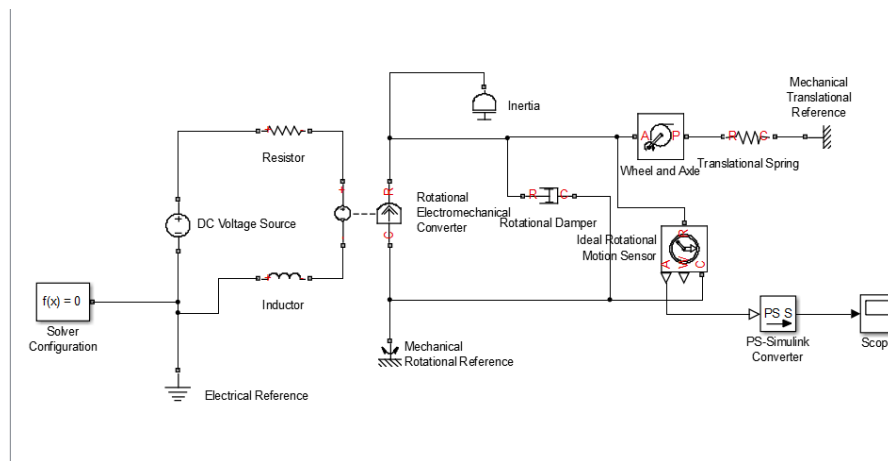 Mechanical
Translational
Reference
Inertia
A P
R C
Wheel and Axle
Translational Spring
+ -
Resistor
+
R
Rotational
Electromechanical
Converter
C
-
R C
Rotational Damper
Ideal Rotational
Motion Sensor
R
A W C
+
-
DC Voltage Source
+ -
Inductor
f(x) = 0
Solver
Configuration
PS S
PS-Simulink
Converter
Scop
Mechanical
Rotational Reference
Electrical Reference